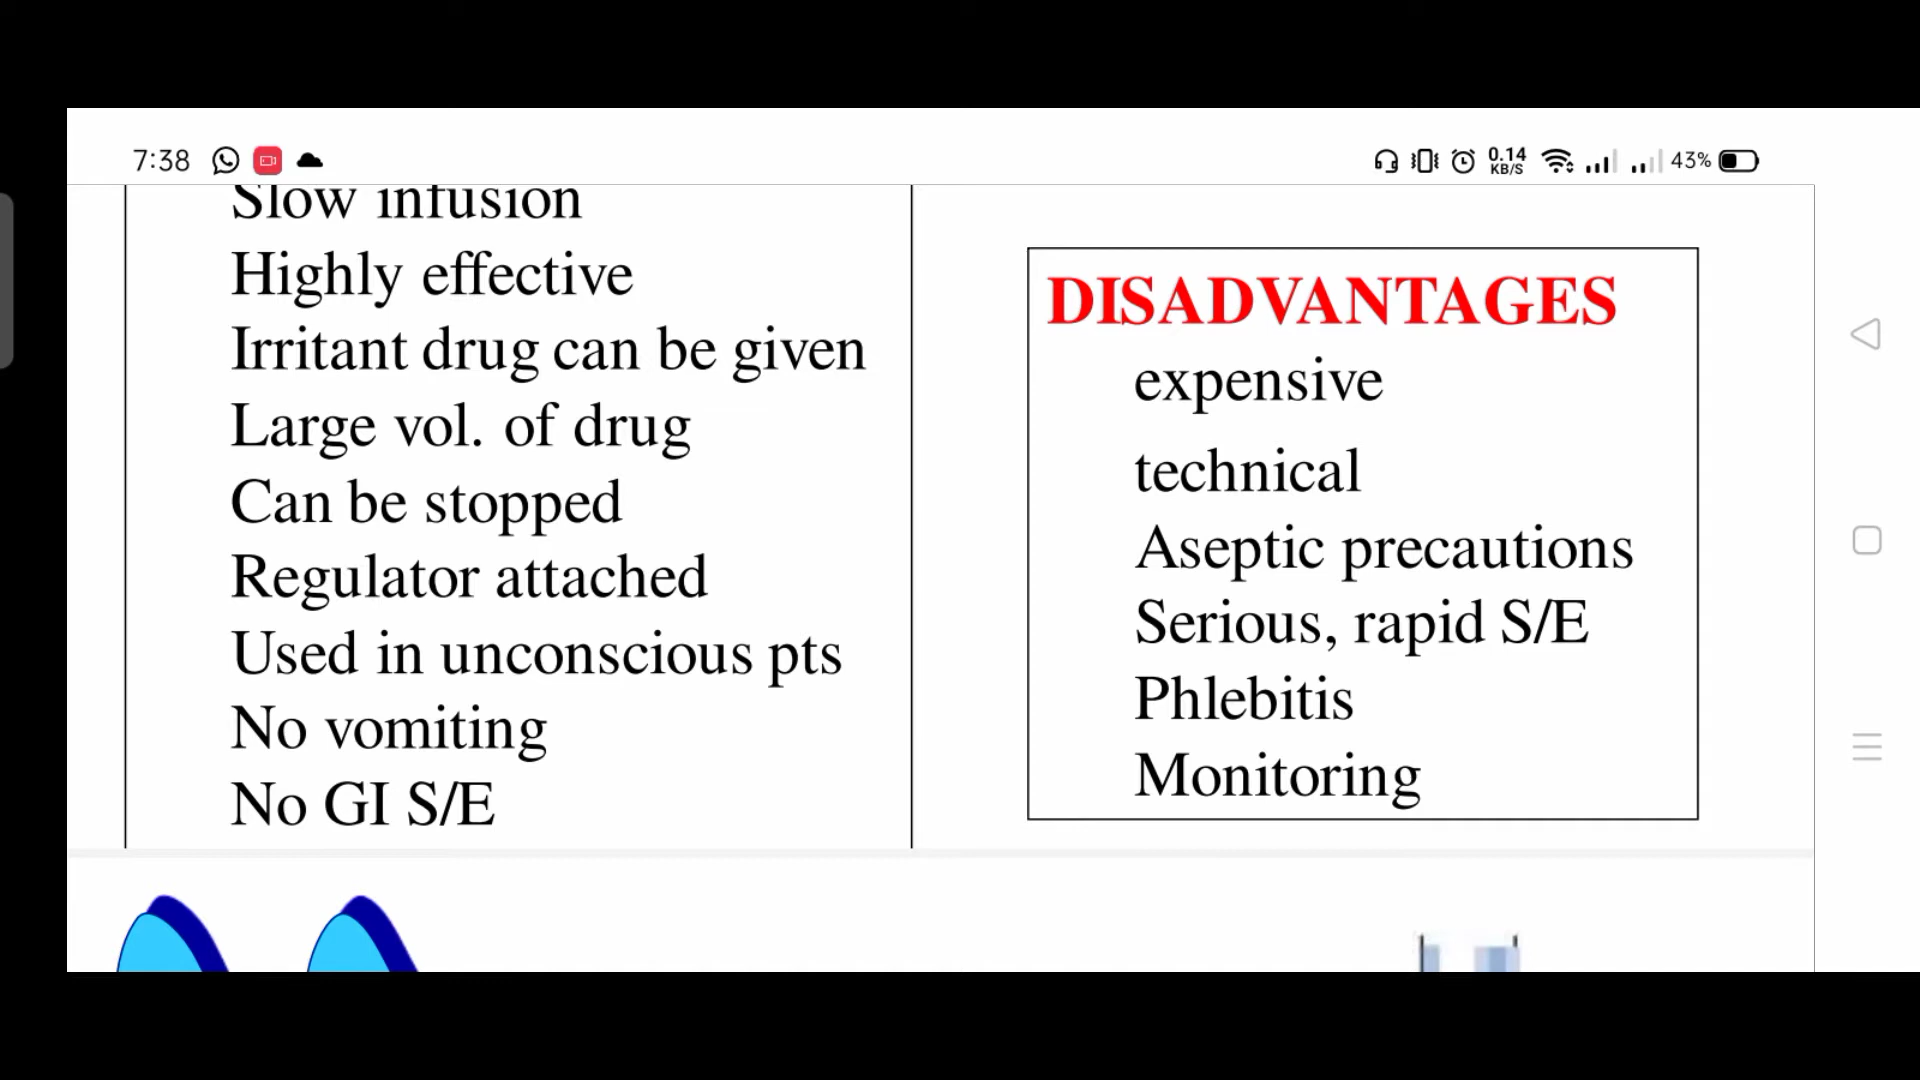 7:38
0.14
KB/S
43%
Slow infusion
Highly effective
Irritant drug can be given
Large vol. of drug
Can be stopped
Regulator attached
Used in unconscious pts
No vomiting
No GI S/E
DISADVANTAGES
expensive
technical
Aseptic precautions
Serious, rapid S/E
Phlebitis
Monitoring